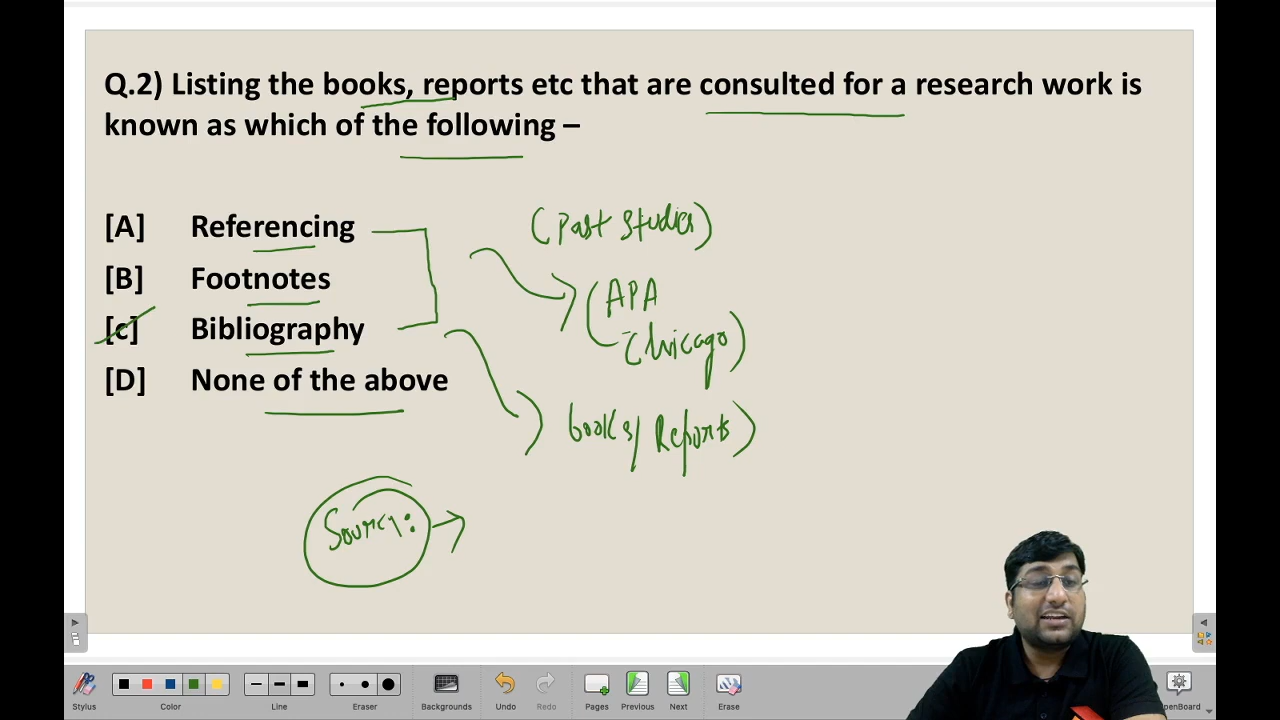 Q.2) Listing the books, reports etc that are consulted for a research work is
known as which of the following –
[A] Referencing
[B] Footnotes
[c] Bibliography
[D] None of the above
(Past Studies)
(APA
Chicago)
books/ Reports)
Stylus
Color
Line
Eraser
Backgrounds
Undo
Redo
Pages
Previous
Next
Erase